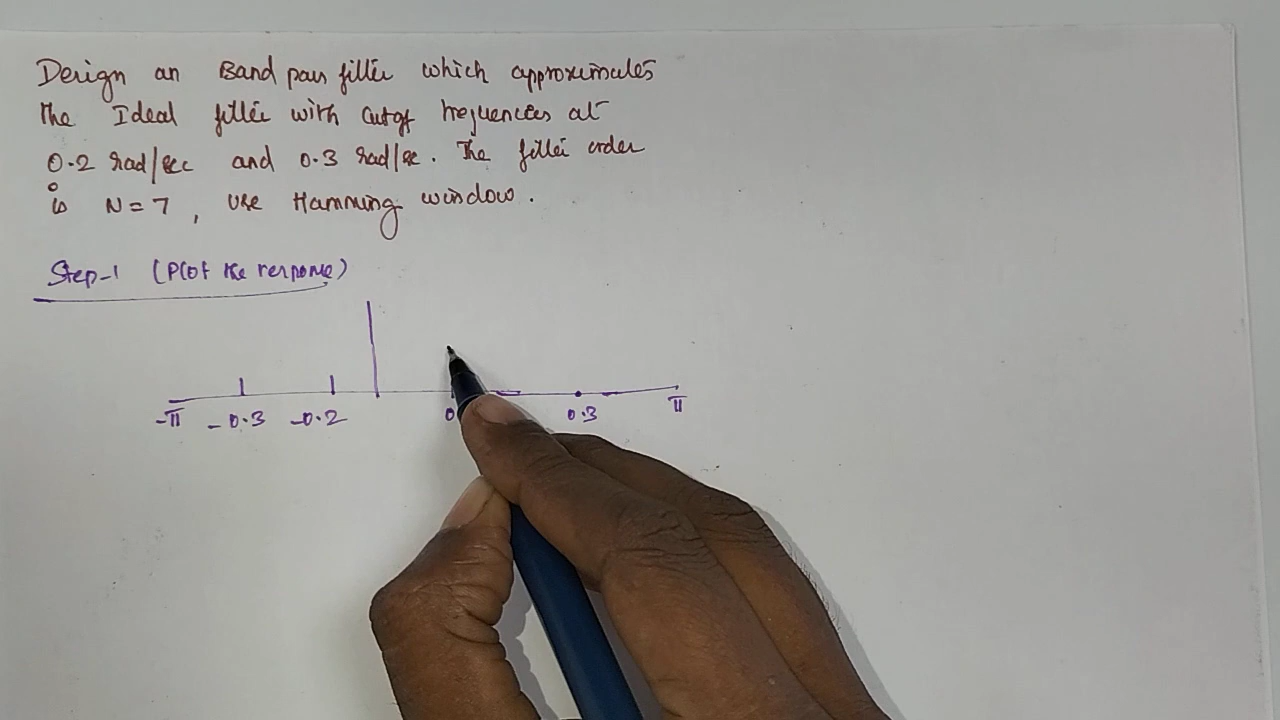 Design an Band pass filter which approximates
the Ideal filter with cutoff frequencies at
0.2 rad/sec and 0.3 rad/sec. The filter order
is N = 7, use Hamming window.
Step-1 (Plot the response)
-π -0.3 -0.2 0 0.3 π